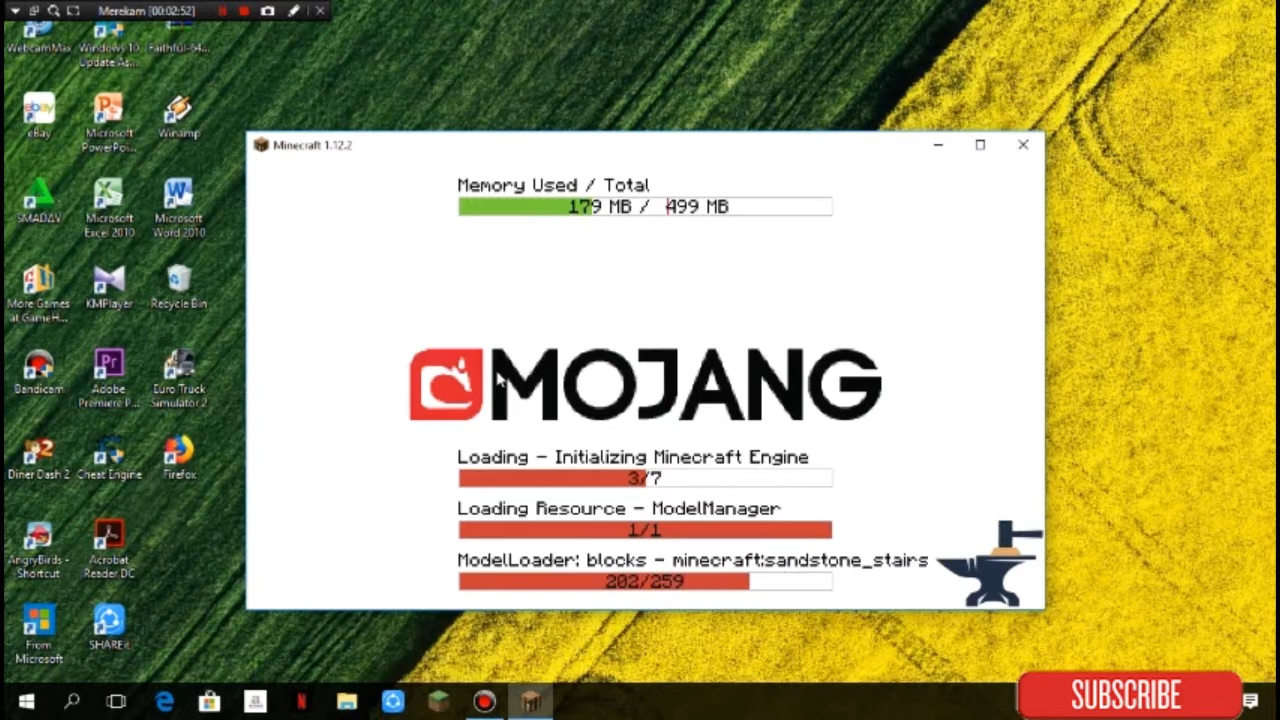 Merekam [00:02:52]
WebcamMax
Windows 10
Update As...
Faithful-64...
eBay
Microsoft
PowerPoi...
Winamp
SMADAV
Microsoft
Excel 2010
Microsoft
Word 2010
More Games
at GameH...
KMPlayer
Recycle Bin
Bandicam
Adobe
Premiere P...
Euro Truck
Simulator 2
Diner Dash 2
Cheat Engine
Firefox
AngryBirds -
Shortcut
Acrobat
Reader DC
From
Microsoft
SHAREit
Minecraft 1.12.2
Memory Used / Total
179 MB / 499 MB
MOJANG
Loading - Initializing Minecraft Engine
3/7
Loading Resource - ModelManager
1/1
ModelLoader: blocks - minecraft:sandstone_stairs
202/259
SUBSCRIBE